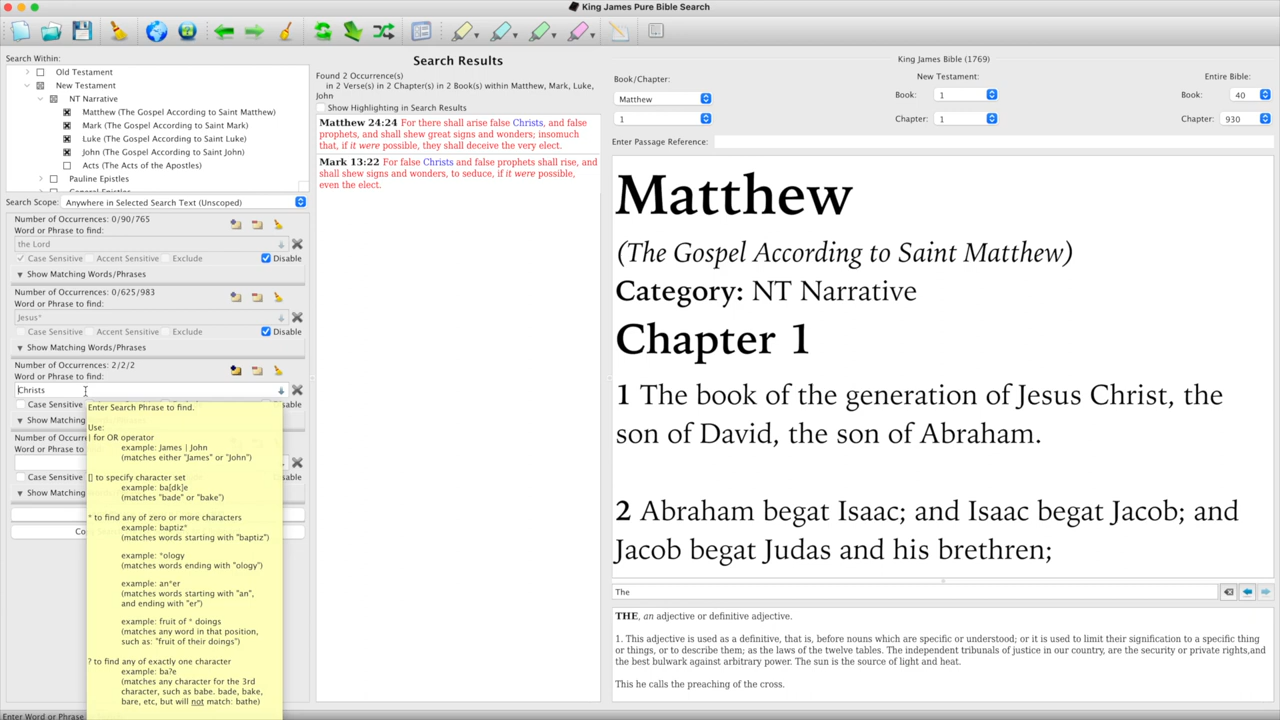 King James Pure Bible Search
Search Within:
Old Testament
New Testament
NT Narrative
Matthew (The Gospel According to Saint Matthew)
Mark (The Gospel According to Saint Mark)
Luke (The Gospel According to Saint Luke)
John (The Gospel According to Saint John)
Acts (The Acts of the Apostles)
Pauline Epistles
General Epistles
Search Scope: Anywhere in Selected Search Text (Unscoped)
Number of Occurrences: 0/90/765
Word or Phrase to find:
the Lord
Case Sensitive Accent Sensitive Exclude Disable
Show Matching Words/Phrases
Number of Occurrences: 0/625/983
Word or Phrase to find:
Jesus*
Case Sensitive Accent Sensitive Exclude Disable
Show Matching Words/Phrases
Number of Occurrences: 2/2/2
Word or Phrase to find:
Christs
Case Sensitive
Show Matching
Number of Occurr
Word or Phrase
Case Sensitive
Show Matching
Enter Search Phrase to find.
Use:
| for OR operator
example: James | John
(matches either "James" or "John")
[] to specify character set
example: ba[dk]e
(matches "bade" or "bake")
* to find any of zero or more characters
example: baptiz*
(matches words starting with "baptiz")
example: *ology
(matches words ending with "ology")
example: an*er
(matches words starting with "an",
and ending with "er")
example: fruit of * doings
(matches any word in that position,
such as: "fruit of their doings")
? to find any of exactly one character
example: ba?e
(matches any character for the 3rd
character, such as babe. bade, bake,
bare, etc, but will not match: bathe)
Enter Word or Phrase
Search Results
Found 2 Occurrence(s)
in 2 Verse(s) in 2 Chapter(s) in 2 Book(s) within Matthew, Mark, Luke,
John
Show Highlighting in Search Results
Matthew 24:24 For there shall arise false Christs, and false
prophets, and shall shew great signs and wonders; insomuch
that, if it were possible, they shall deceive the very elect.
Mark 13:22 For false Christs and false prophets shall rise, and
shall shew signs and wonders, to seduce, if it were possible,
even the elect.
King James Bible (1769)
Book/Chapter:
Matthew
1
New Testament:
Book: 1
Chapter: 1
Entire Bible:
Book: 40
Chapter: 930
Enter Passage Reference:
Matthew
(The Gospel According to Saint Matthew)
Category: NT Narrative
Chapter 1
1 The book of the generation of Jesus Christ, the
son of David, the son of Abraham.
2 Abraham begat Isaac; and Isaac begat Jacob; and
Jacob begat Judas and his brethren;
The
THE, an adjective or definitive adjective.
1. This adjective is used as a definitive, that is, before nouns which are specific or understood; or it is used to limit their signification to a specific thing
or things, or to describe them; as the laws of the twelve tables. The independent tribunals of justice in our country, are the security or private rights,and
the best bulwark against arbitrary power. The sun is the source of light and heat.
This he calls the preaching of the cross.